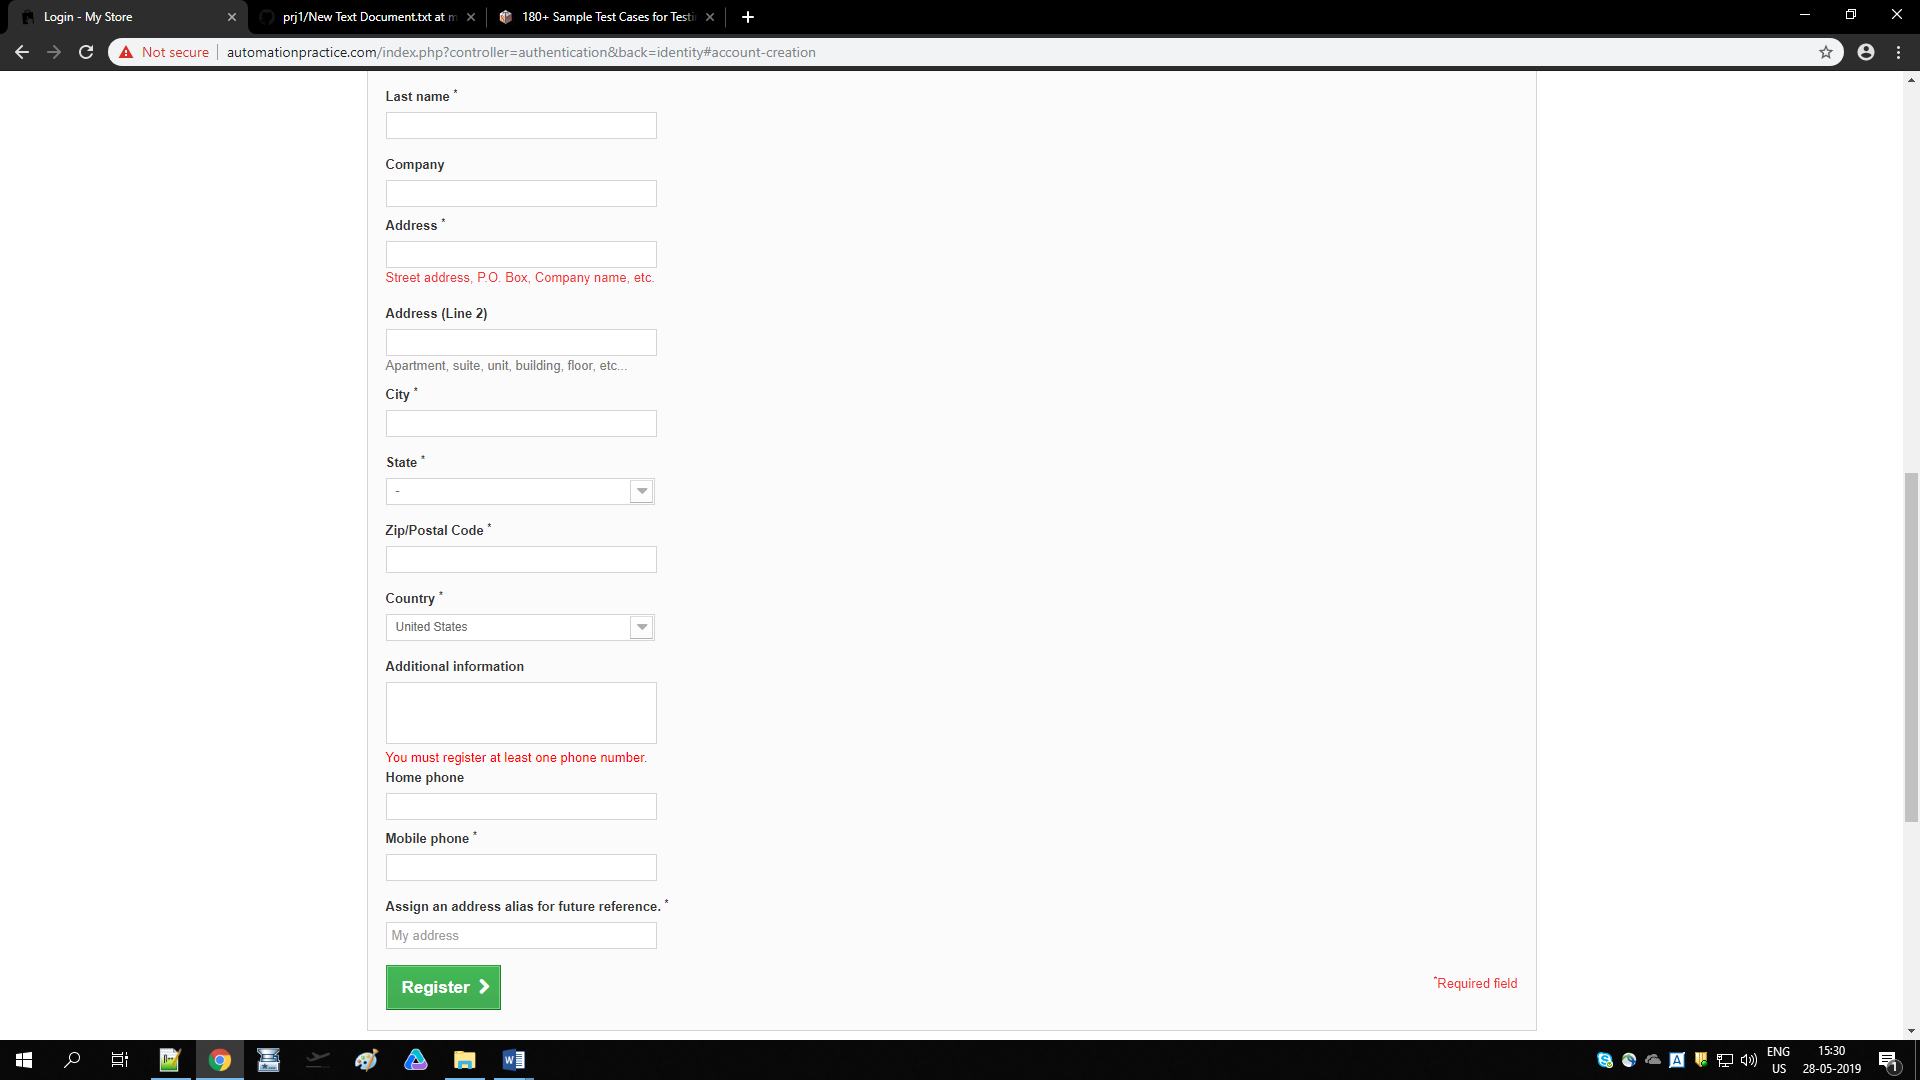 Login - My Store
prj1/New Text Document.txt at m
180+ Sample Test Cases for Testi
Not secure
automationpractice.com/index.php?controller=authentication&back=identity#account-creation
Last name *
Company
Address *
Street address, P.O. Box, Company name, etc.
Address (Line 2)
Apartment, suite, unit, building, floor, etc...
City *
State *
-
Zip/Postal Code *
Country *
United States
Additional information
You must register at least one phone number.
Home phone
Mobile phone *
Assign an address alias for future reference. *
My address
Register
*Required field
ENG
US
15:30
28-05-2019
1